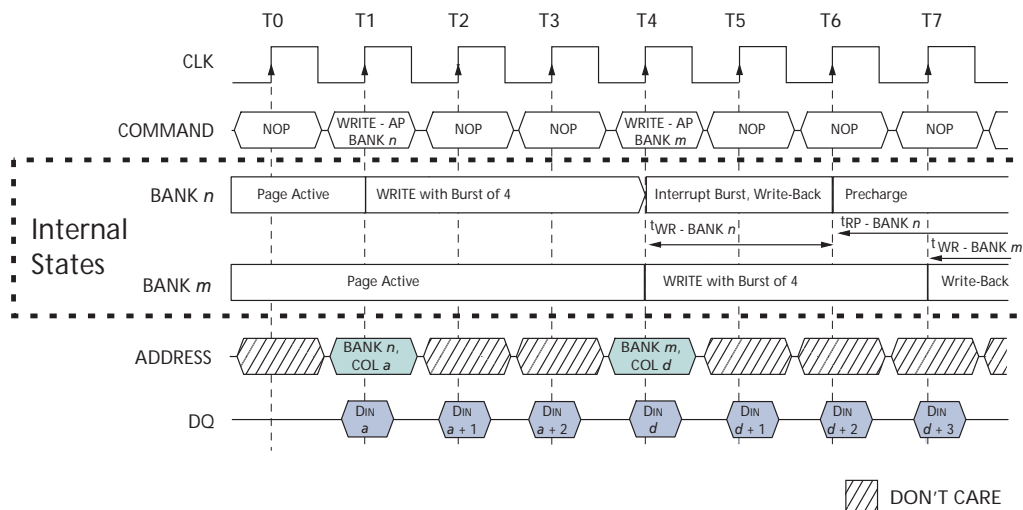 T0 T1 T2 T3 T4 T5 T6 T7
CLK
COMMAND NOP WRITE - AP BANK n NOP NOP WRITE - AP BANK m NOP NOP NOP
Internal States
BANK n Page Active WRITE with Burst of 4 Interrupt Burst, Write-Back Precharge
tWR - BANK n tRP - BANK n
tWR - BANK m
BANK m Page Active WRITE with Burst of 4 Write-Back
ADDRESS BANK n, COL a BANK m, COL d
DQ DIN a DIN a + 1 DIN a + 2 DIN d DIN d + 1 DIN d + 2 DIN d + 3
DON'T CARE